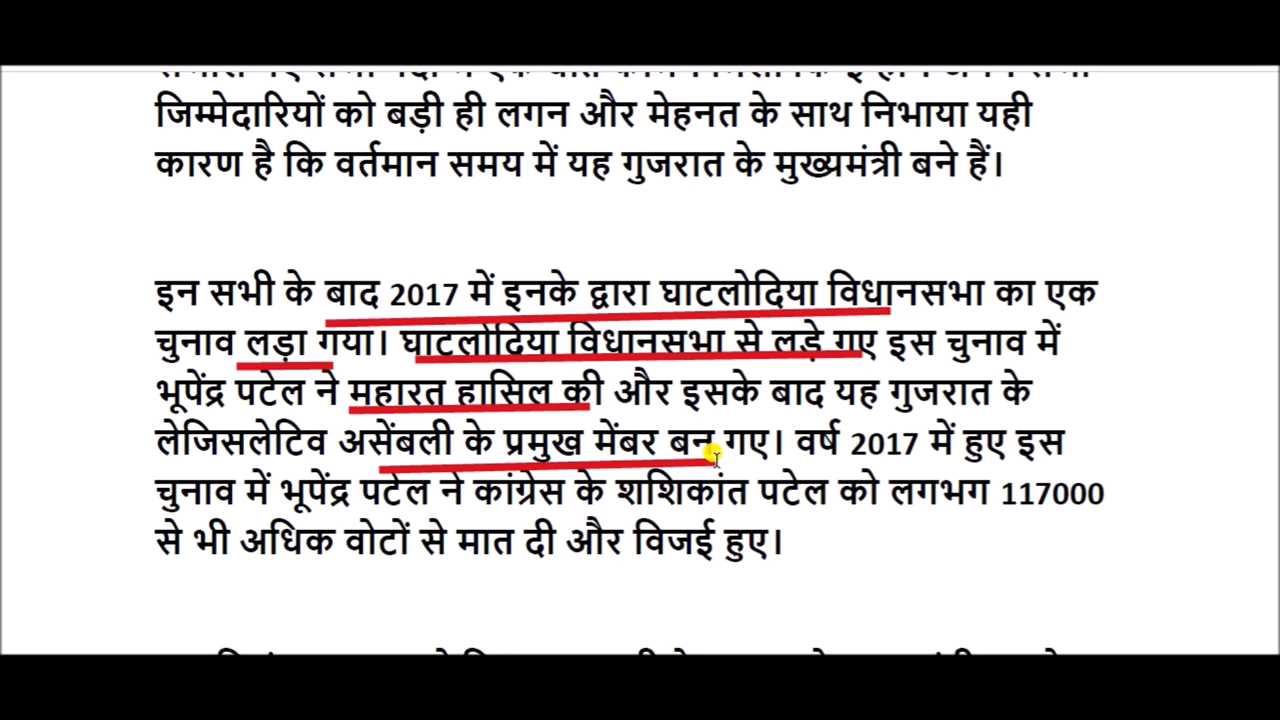 जिम्मेदारियों को बड़ी ही लगन और मेहनत के साथ निभाया यही
कारण है कि वर्तमान समय में यह गुजरात के मुख्यमंत्री बने हैं।
इन सभी के बाद 2017 में इनके द्वारा घाटलोदिया विधानसभा का एक
चुनाव लड़ा गया। घाटलोदिया विधानसभा से लड़े गए इस चुनाव में
भूपेंद्र पटेल ने महारत हासिल की और इसके बाद यह गुजरात के
लेजिसलेटिव असेंबली के प्रमुख मेंबर बन गए। वर्ष 2017 में हुए इस
चुनाव में भूपेंद्र पटेल ने कांग्रेस के शशिकांत पटेल को लगभग 117000
से भी अधिक वोटों से मात दी और विजई हुए।